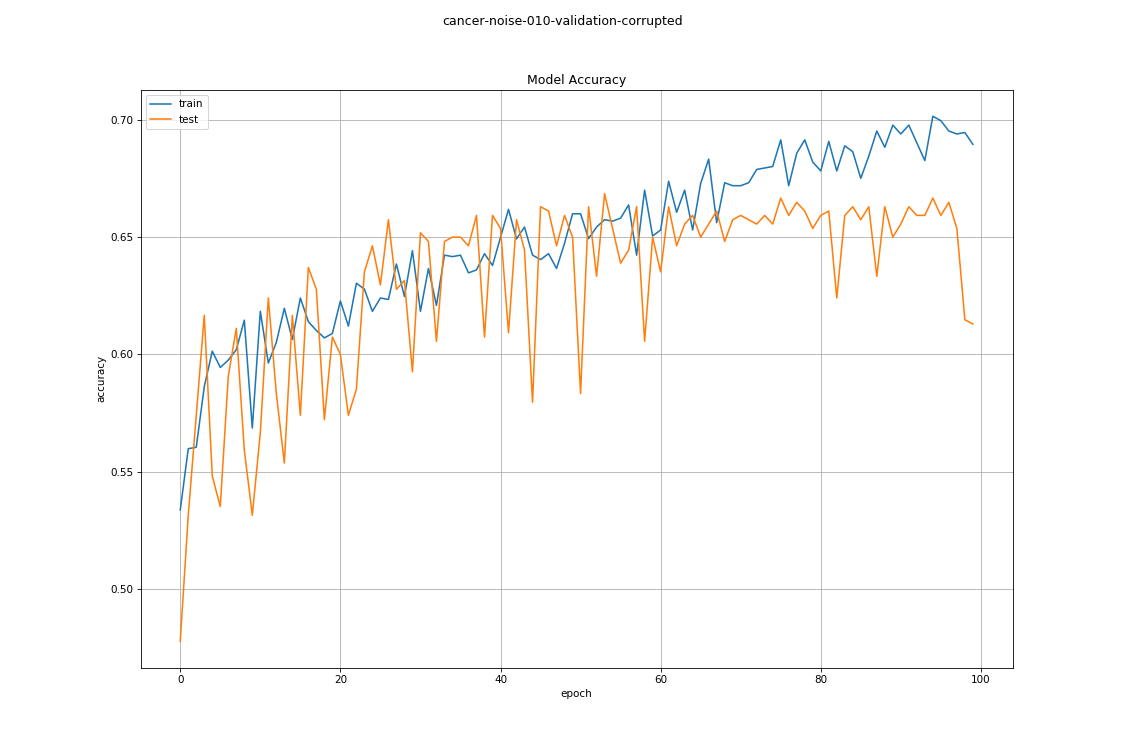 cancer-noise-010-validation-corrupted
Model Accuracy
train
test
0.70
0.65
0.60
0.55
0.50
accuracy
0 20 40 60 80 100
epoch